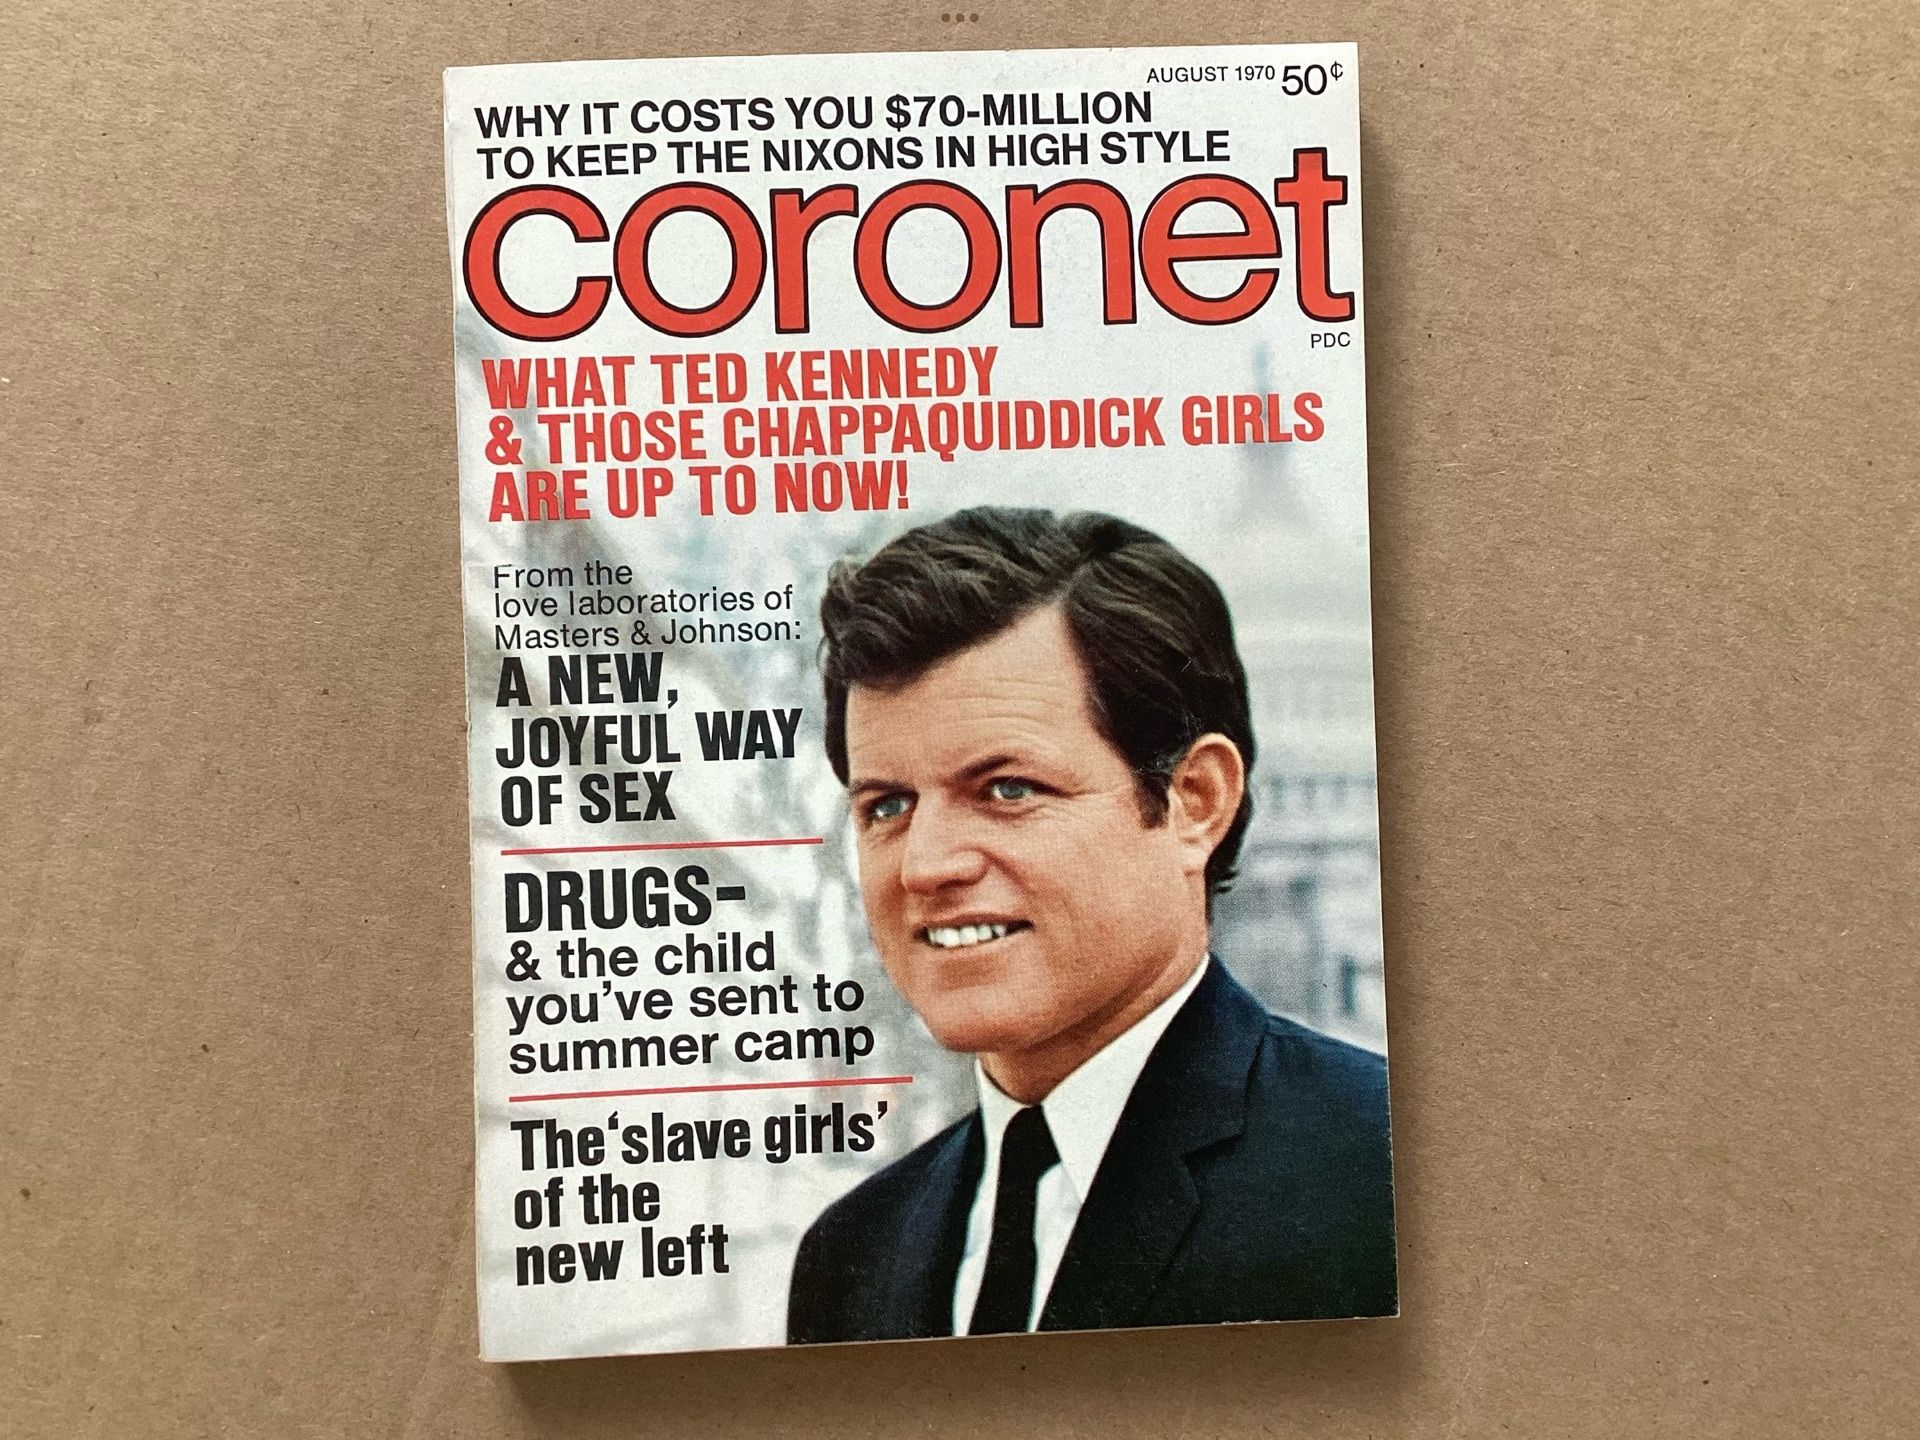 AUGUST 1970 50¢
WHY IT COSTS YOU $70-MILLION
TO KEEP THE NIXONS IN HIGH STYLE
coronet
PDC
WHAT TED KENNEDY
& THOSE CHAPPAQUIDDICK GIRLS
ARE UP TO NOW!
From the
love laboratories of
Masters & Johnson:
A NEW,
JOYFUL WAY
OF SEX
DRUGS-
& the child
you've sent to
summer camp
The 'slave girls'
of the
new left